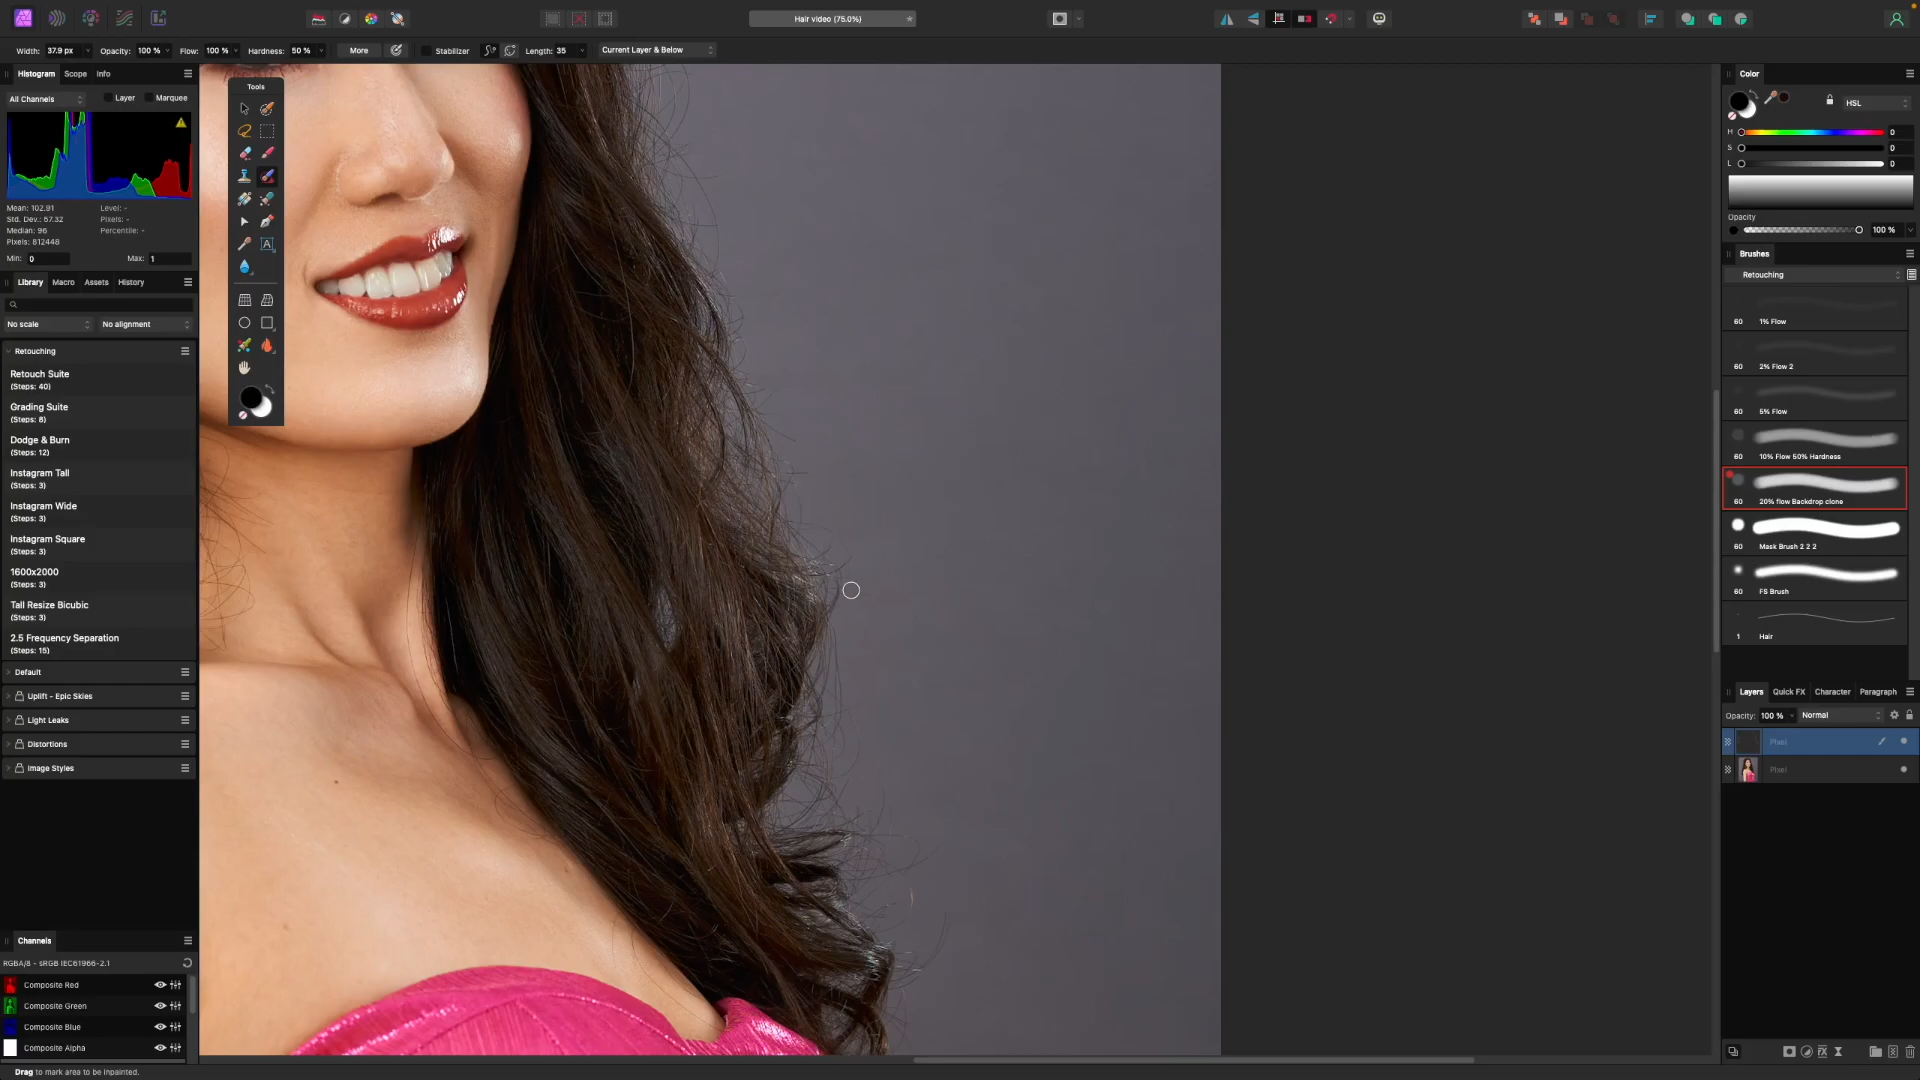 Hair video (75.0%)
Width: 37.9 px Opacity: 100 % Flow: 100 % Hardness: 50 % More Stabilizer Length: 35 Current Layer & Below
Histogram Scope Info
All Channels Layer Marquee
Mean: 102.91 Level: -
Std. Dev.: 57.32 Pixels: -
Median: 96 Percentile: -
Pixels: 812448
Min: 0 Max: 1
Library Macro Assets History
No scale No alignment
Retouching
Retouch Suite
(Steps: 40)
Grading Suite
(Steps: 8)
Dodge & Burn
(Steps: 12)
Instagram Tall
(Steps: 3)
Instagram Wide
(Steps: 3)
Instagram Square
(Steps: 3)
1600x2000
(Steps: 3)
Tall Resize Bicubic
(Steps: 3)
2.5 Frequency Separation
(Steps: 15)
Default
Uplift - Epic Skies
Light Leaks
Distortions
Image Styles
Channels
RGBA/8 - sRGB IEC61966-2.1
Composite Red
Composite Green
Composite Blue
Composite Alpha
Drag to mark area to be inpainted.
Tools
A
Color
HSL
H 0
S 0
L 0
Opacity
100 %
Brushes
Retouching
60 1% Flow
60 2% Flow 2
60 5% Flow
60 10% Flow 50% Hardness
60 20% flow Backdrop clone
60 Mask Brush 2 2 2
60 FS Brush
1 Hair
Layers Quick FX Character Paragraph
Opacity: 100 % Normal
Pixel
Pixel